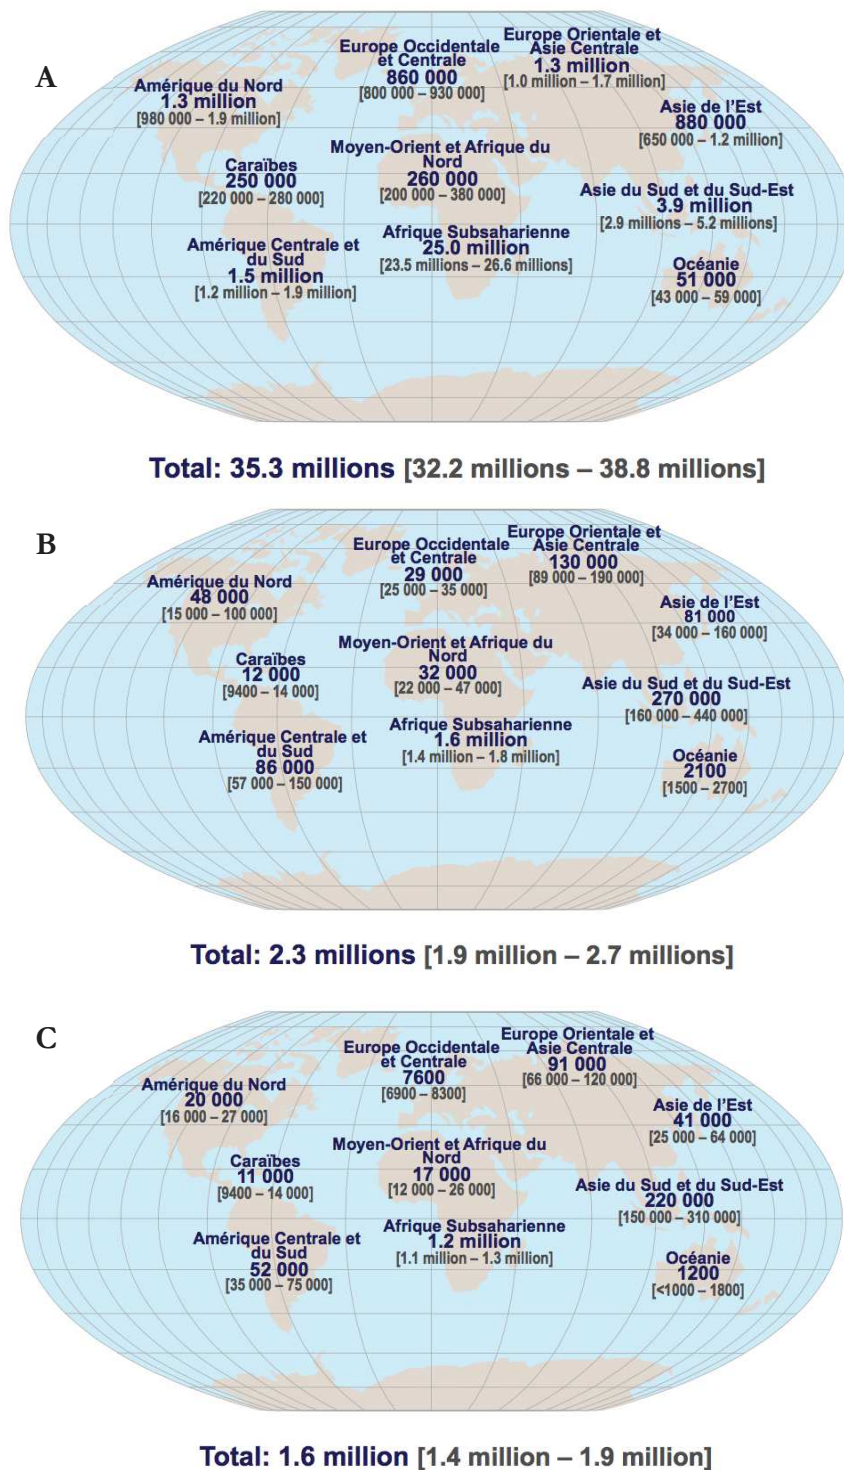 A
Europe Occidentale
et Centrale
860 000
[800 000 – 930 000]
Europe Orientale et
Asie Centrale
1.3 million
[1.0 million – 1.7 million]
Amérique du Nord
1.3 million
[980 000 – 1.9 million]
Asie de l'Est
880 000
[650 000 – 1.2 million]
Caraïbes
250 000
[220 000 – 280 000]
Moyen-Orient et Afrique du
Nord
260 000
[200 000 – 380 000]
Asie du Sud et du Sud-Est
3.9 million
[2.9 millions – 5.2 millions]
Amérique Centrale et
du Sud
1.5 million
[1.2 million – 1.9 million]
Afrique Subsaharienne
25.0 million
[23.5 millions – 26.6 millions]
Océanie
51 000
[43 000 – 59 000]
Total: 35.3 millions [32.2 millions – 38.8 millions]
B
Europe Occidentale
et Centrale
29 000
[25 000 – 35 000]
Europe Orientale et
Asie Centrale
130 000
[89 000 – 190 000]
Amérique du Nord
48 000
[15 000 – 100 000]
Asie de l'Est
81 000
[34 000 – 160 000]
Caraïbes
12 000
[9400 – 14 000]
Moyen-Orient et Afrique du
Nord
32 000
[22 000 – 47 000]
Asie du Sud et du Sud-Est
270 000
[160 000 – 440 000]
Amérique Centrale et
du Sud
86 000
[57 000 – 150 000]
Afrique Subsaharienne
1.6 million
[1.4 million – 1.8 million]
Océanie
2100
[1500 – 2700]
Total: 2.3 millions [1.9 million – 2.7 millions]
C
Europe Occidentale
et Centrale
7600
[6900 – 8300]
Europe Orientale et
Asie Centrale
91 000
[66 000 – 120 000]
Amérique du Nord
20 000
[16 000 – 27 000]
Asie de l'Est
41 000
[25 000 – 64 000]
Caraïbes
11 000
[9400 – 14 000]
Moyen-Orient et Afrique du
Nord
17 000
[12 000 – 26 000]
Asie du Sud et du Sud-Est
220 000
[150 000 – 310 000]
Amérique Centrale et
du Sud
52 000
[35 000 – 75 000]
Afrique Subsaharienne
1.2 million
[1.1 million – 1.3 million]
Océanie
1200
[<1000 – 1800]
Total: 1.6 million [1.4 million – 1.9 million]